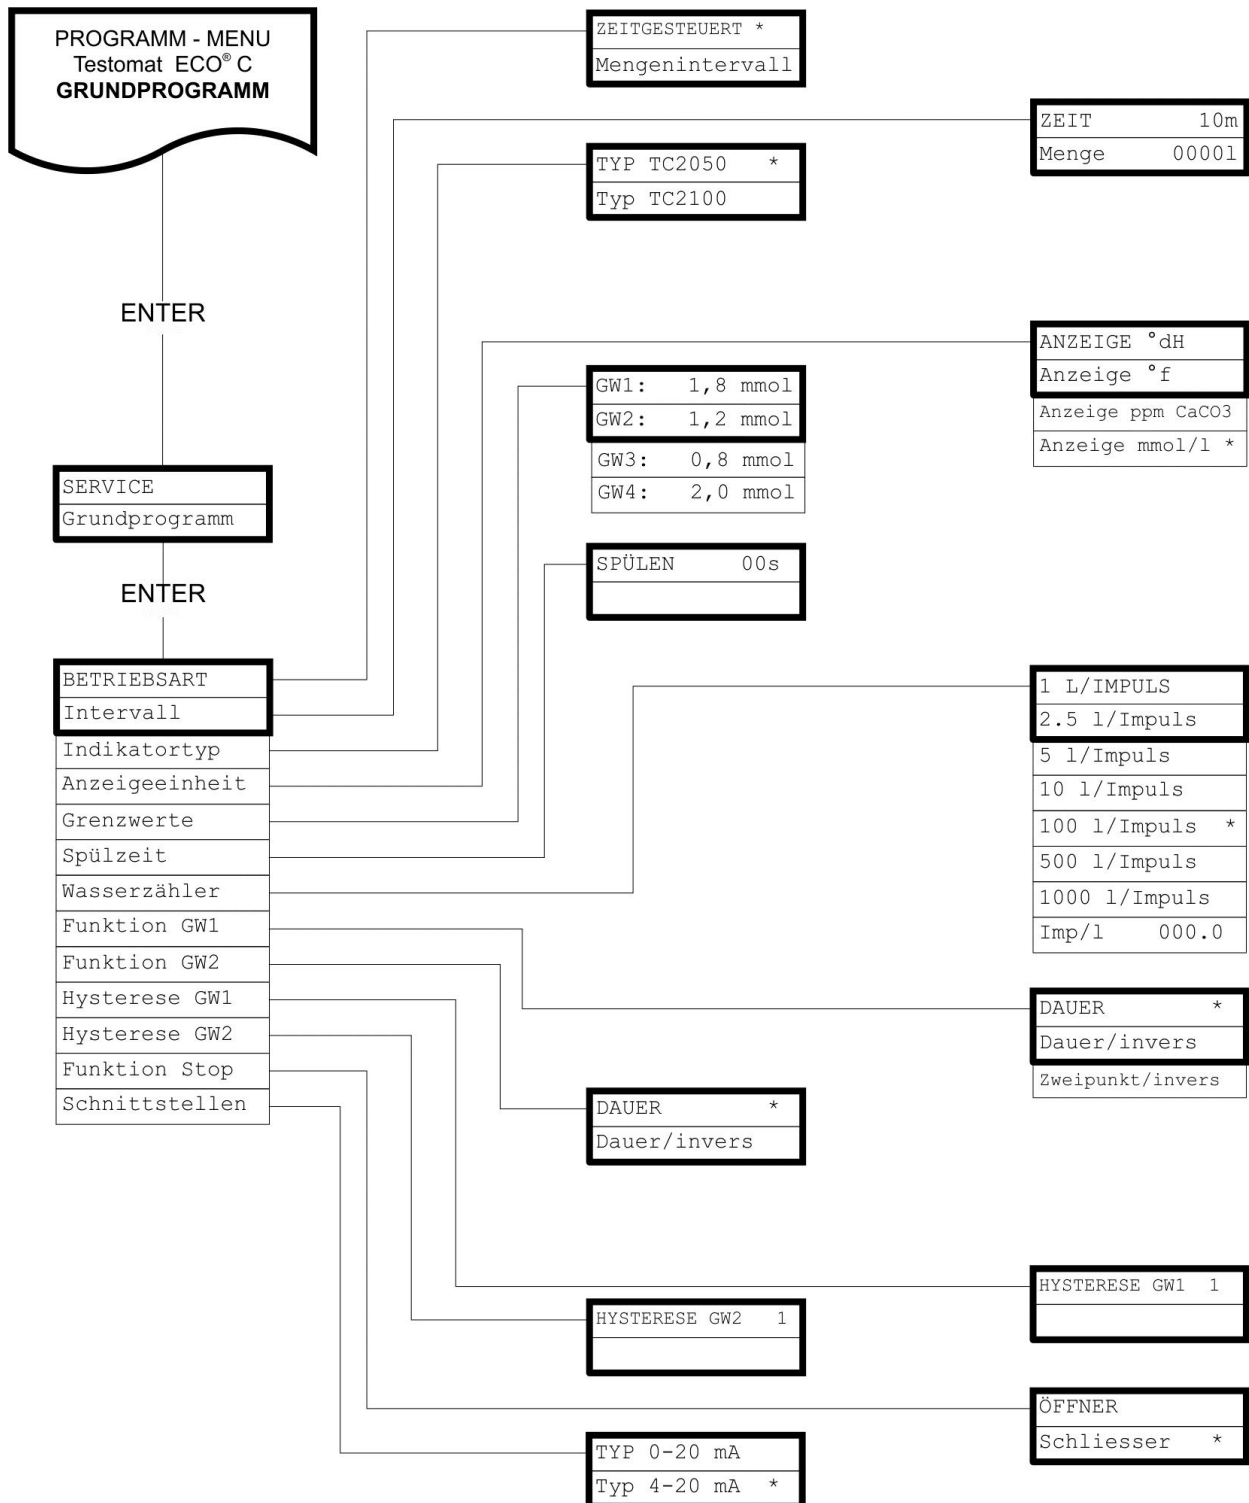 PROGRAMM - MENU
Testomat ECO® C
GRUNDPROGRAMM
ENTER
SERVICE
Grundprogramm
ENTER
BETRIEBSART
Intervall
Indikatortyp
Anzeigeeinheit
Grenzwerte
Spülzeit
Wasserzähler
Funktion GW1
Funktion GW2
Hysterese GW1
Hysterese GW2
Funktion Stop
Schnittstellen
ZEITGESTEUERT *
Mengenintervall
ZEIT 10m
Menge 0000l
TYP TC2050 *
Typ TC2100
ANZEIGE °dH
Anzeige °f
Anzeige ppm CaCO3
Anzeige mmol/l *
GW1: 1,8 mmol
GW2: 1,2 mmol
GW3: 0,8 mmol
GW4: 2,0 mmol
SPÜLEN 00s
1 L/IMPULS
2.5 l/Impuls
5 l/Impuls
10 l/Impuls
100 l/Impuls *
500 l/Impuls
1000 l/Impuls
Imp/l 000.0
DAUER *
Dauer/invers
Zweipunkt/invers
DAUER *
Dauer/invers
HYSTERESE GW1 1
HYSTERESE GW2 1
ÖFFNER
Schliesser *
TYP 0-20 mA
Typ 4-20 mA *